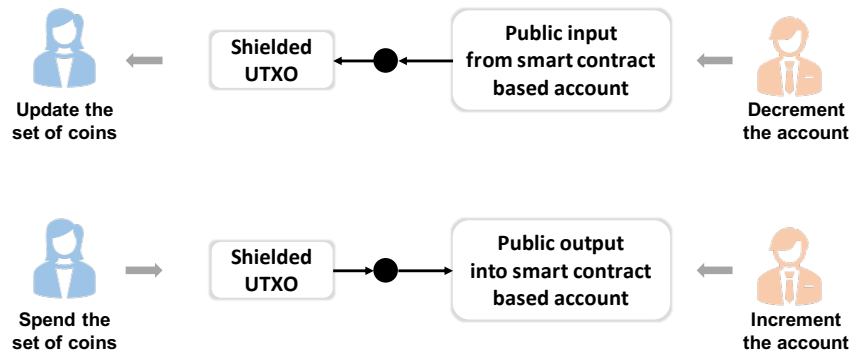 Shielded
UTXO
Public input
from smart contract
based account
Update the
set of coins
Decrement
the account
Shielded
UTXO
Public output
into smart contract
based account
Spend the
set of coins
Increment
the account